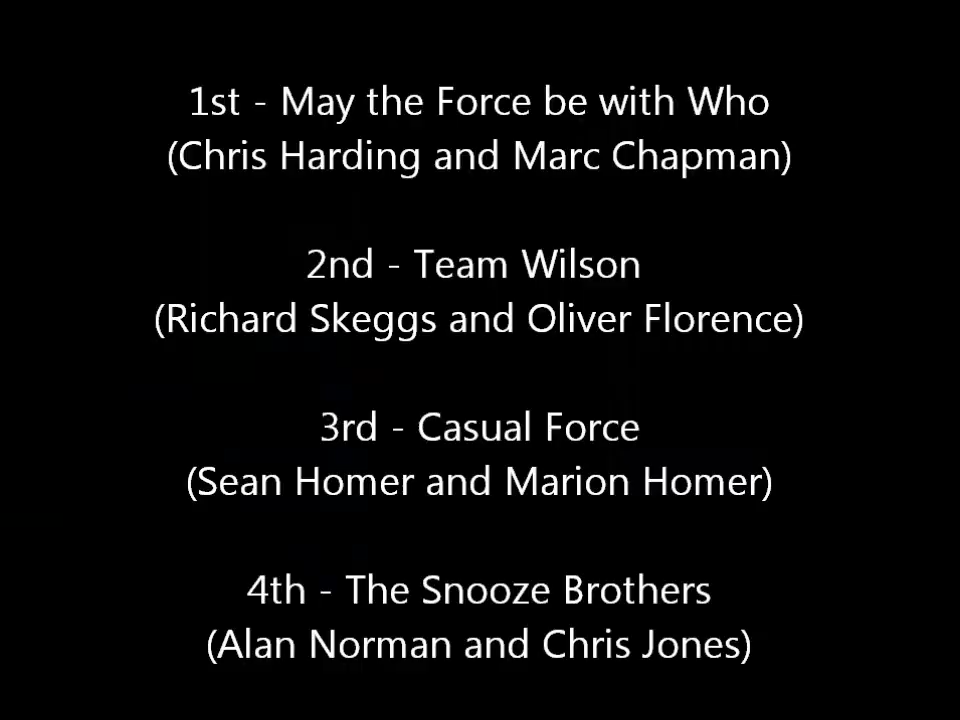 1st - May the Force be with Who
(Chris Harding and Marc Chapman)
2nd - Team Wilson
(Richard Skeggs and Oliver Florence)
3rd - Casual Force
(Sean Homer and Marion Homer)
4th - The Snooze Brothers
(Alan Norman and Chris Jones)